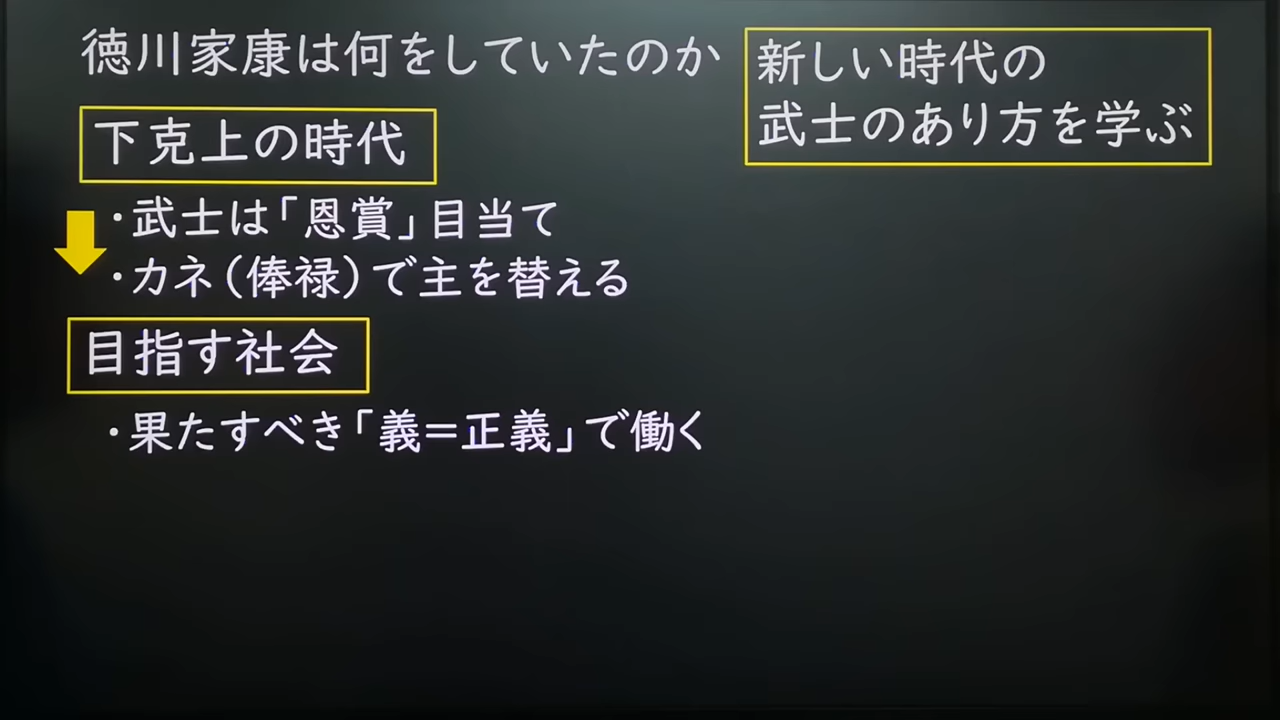 徳川家康は何をしていたのか
新しい時代の
武士のあり方を学ぶ
下克上の時代
・武士は「恩賞」目当て
・カネ(俸禄)で主を替える
目指す社会
・果たすべき「義=正義」で働く